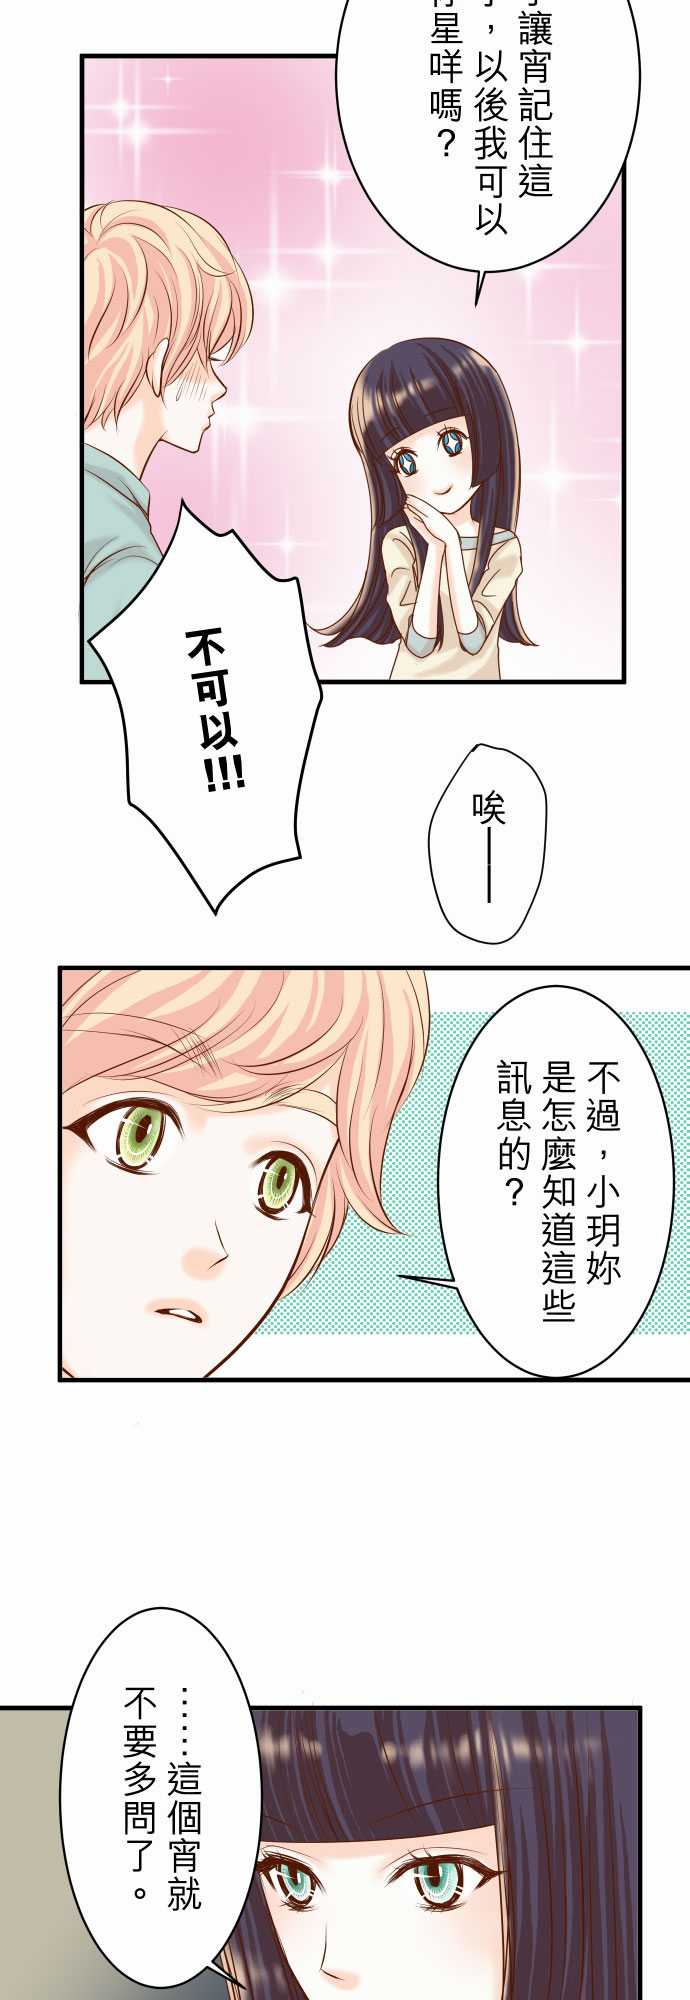 讓宵記住這
，以後我可以
星咩嗎？
不可以!!!
唉——
不過，小玥妳
是怎麼知道這些
訊息的？
……這個宵就
不要多問了。